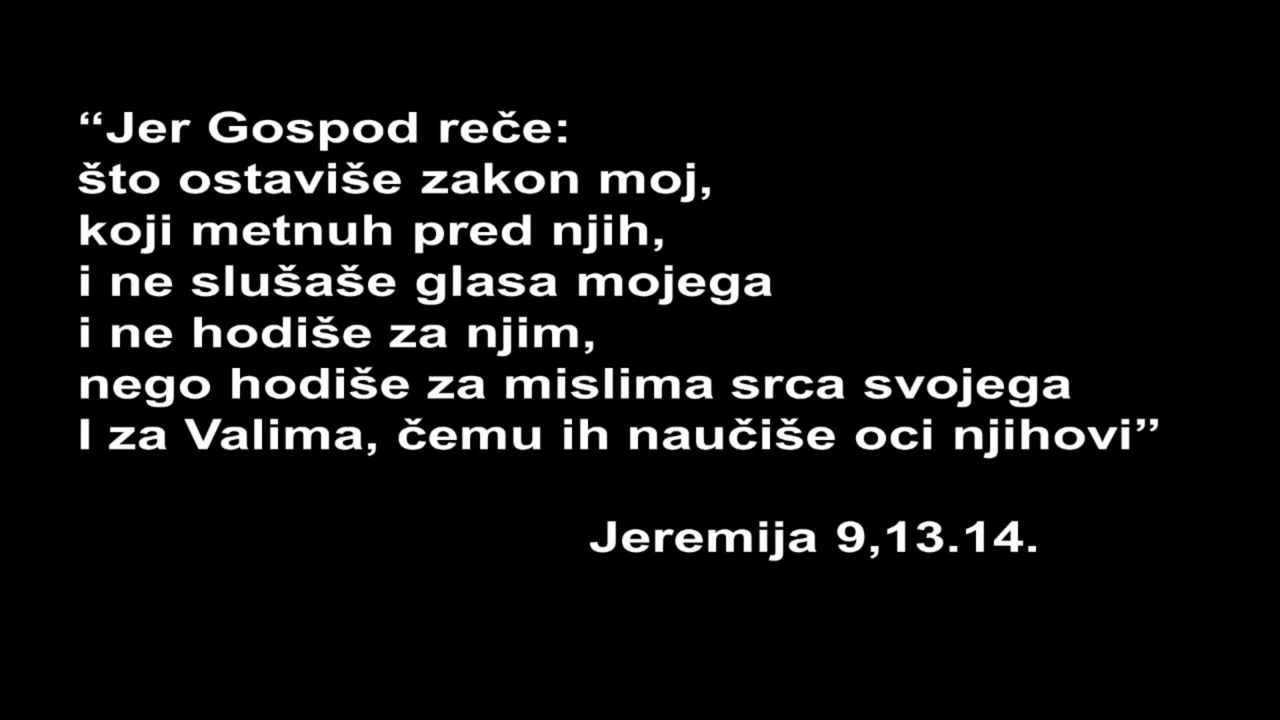 “Jer Gospod reče:
što ostaviše zakon moj,
koji metnuh pred njih,
i ne slušaše glasa mojega
i ne hodiše za njim,
nego hodiše za mislima srca svojega
I za Valima, čemu ih naučiše oci njihovi”
Jeremija 9,13.14.